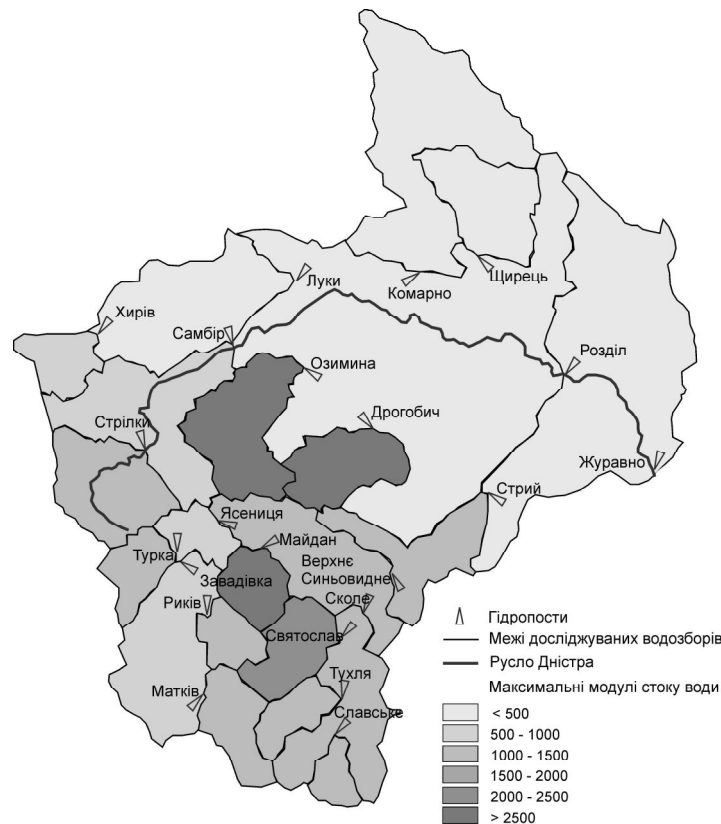 Хирів
Луки
Комарно
Щирець
Самбір
Озимина
Розділ
Стрілки
Дрогобич
Журавно
Стрий
Ясениця
Майдан
Турка
Завадівка
Верхнє
Синьовидне
Риків
Сколе
Святослав
Тухля
Матків
Славське
Гідропости
Межі досліджуваних водозборів
Русло Дністра
Максимальні модулі стоку води
< 500
500 - 1000
1000 - 1500
1500 - 2000
2000 - 2500
> 2500